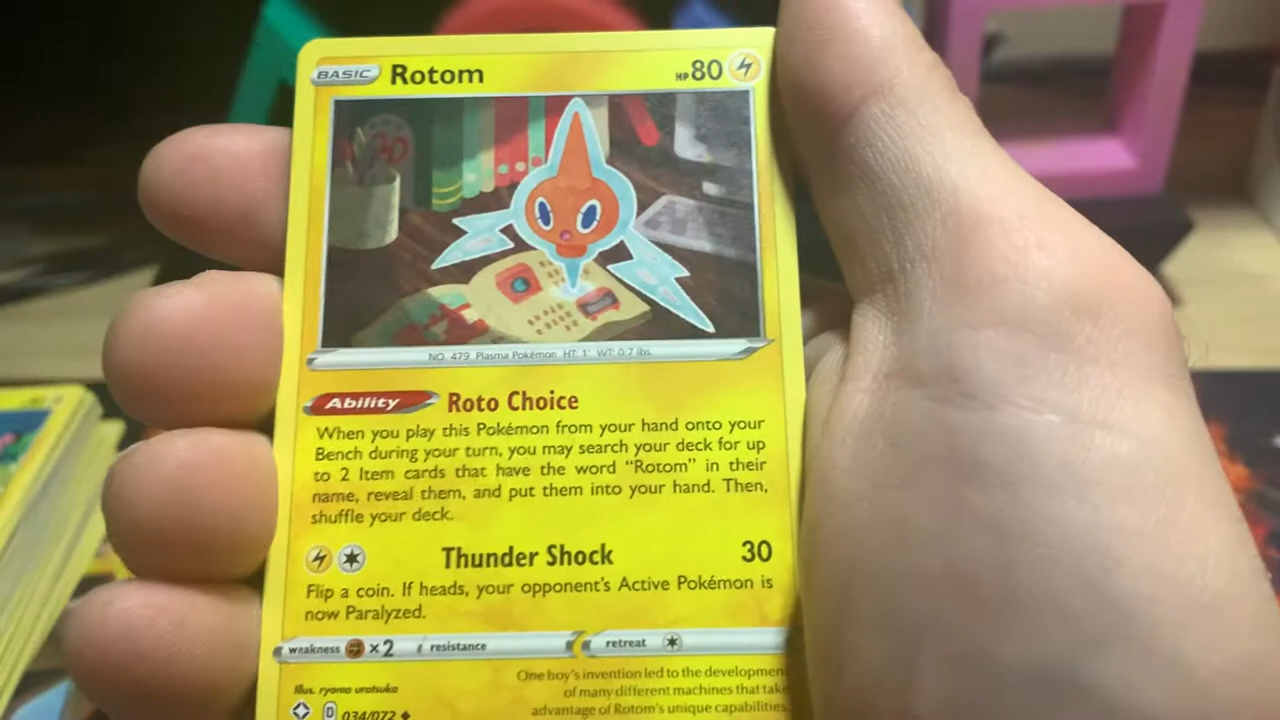 BASIC Rotom HP 80
NO. 479 Plasma Pokémon HT: 1' WT: 0.7 lbs.
Ability Roto Choice
When you play this Pokémon from your hand onto your
Bench during your turn, you may search your deck for up
to 2 Item cards that have the word “Rotom” in their
name, reveal them, and put them into your hand. Then,
shuffle your deck.
Thunder Shock 30
Flip a coin. If heads, your opponent's Active Pokémon is
now Paralyzed.
weakness ×2 resistance retreat
Illus. ryoma uratsuka
One boy's invention led to the development
of many different machines that take
advantage of Rotom's unique capabilities.
D 034/072